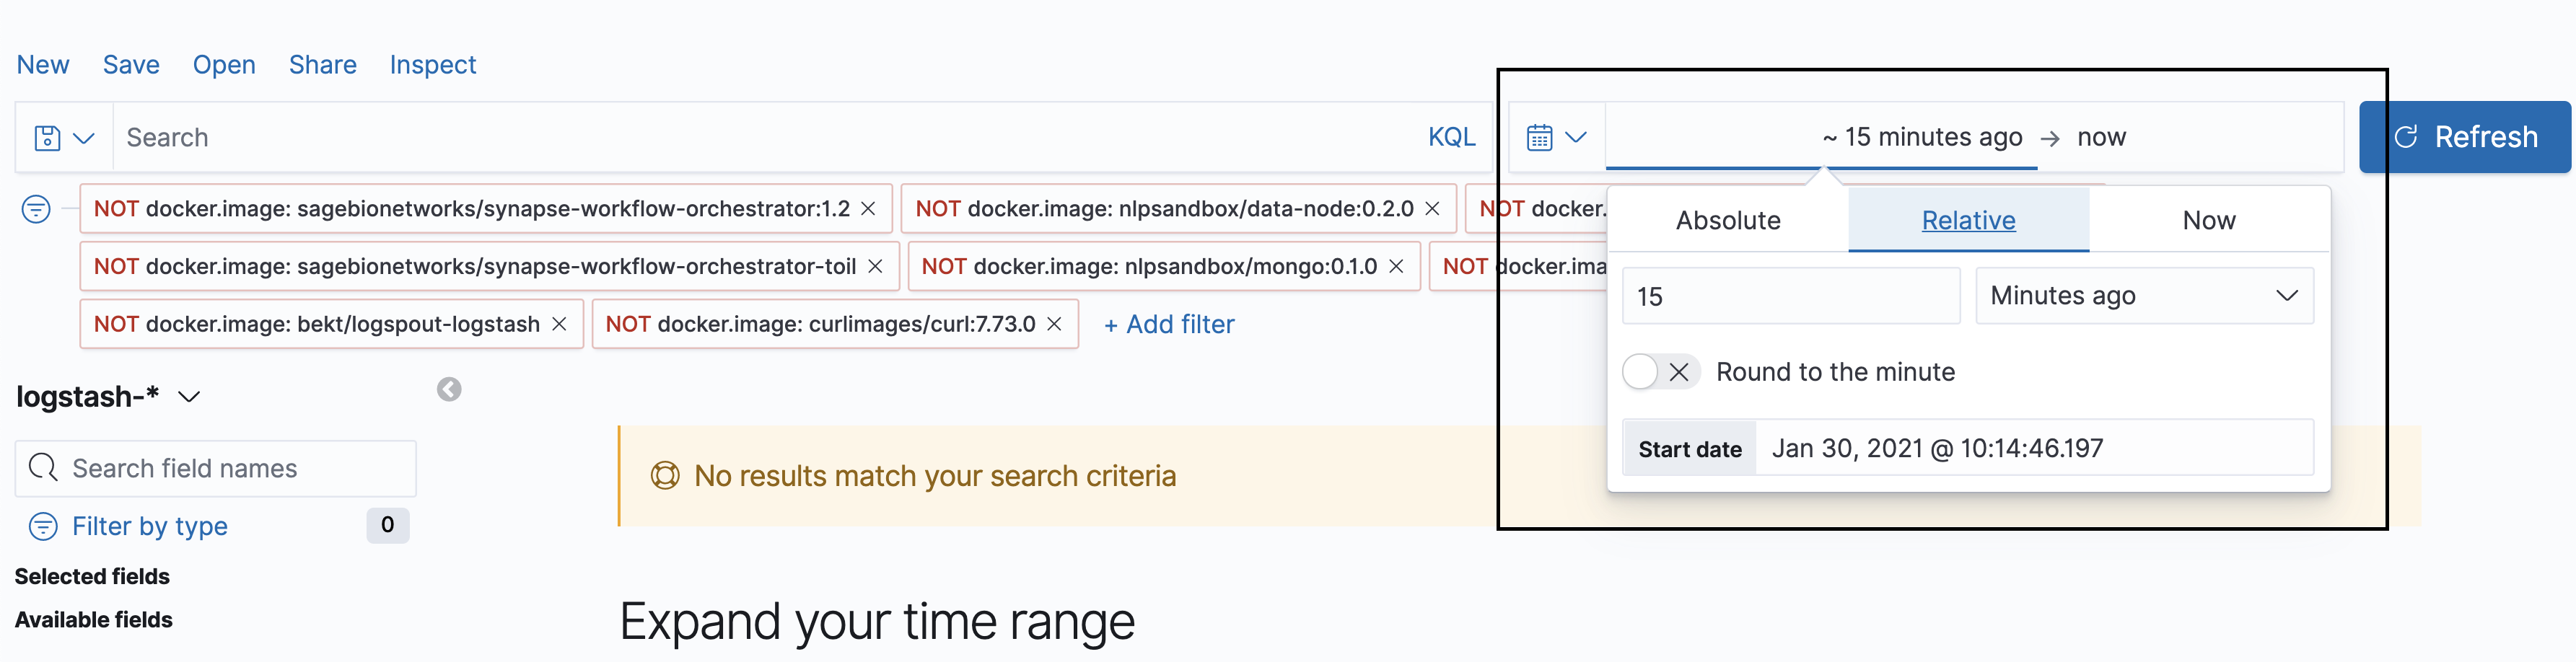 New Save Open Share Inspect
Search KQL ~ 15 minutes ago → now Refresh
NOT docker.image: sagebionetworks/synapse-workflow-orchestrator:1.2 × NOT docker.image: nlpsandbox/data-node:0.2.0 × NOT docker.
NOT docker.image: sagebionetworks/synapse-workflow-orchestrator-toil × NOT docker.image: nlpsandbox/mongo:0.1.0 × NOT docker.ima
NOT docker.image: bekt/logspout-logstash × NOT docker.image: curlimages/curl:7.73.0 × + Add filter
Absolute Relative Now
15 Minutes ago
Round to the minute
Start date Jan 30, 2021 @ 10:14:46.197
logstash-*
Search field names
Filter by type 0
Selected fields
Available fields
No results match your search criteria
Expand your time range